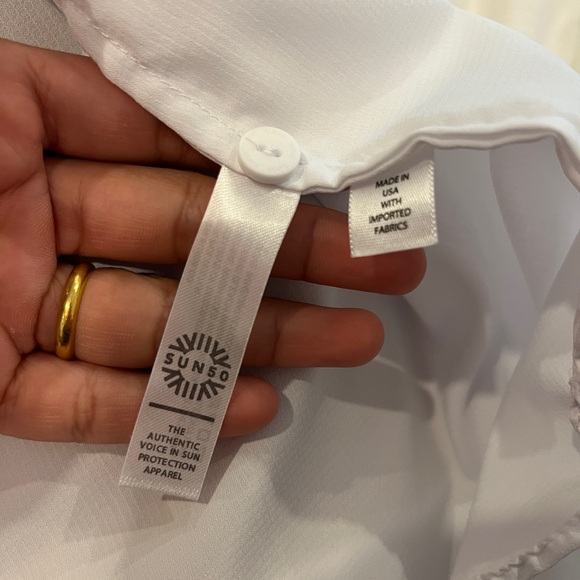 MADE IN
USA
WITH
IMPORTED
FABRICS
SUN50
THE
AUTHENTIC
VOICE IN SUN
PROTECTION
APPAREL